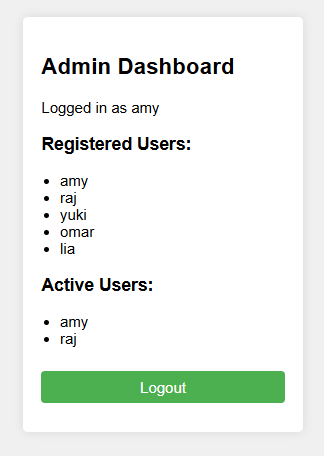 Admin Dashboard
Logged in as amy
Registered Users:
amy
raj
yuki
omar
lia
Active Users:
amy
raj
Logout